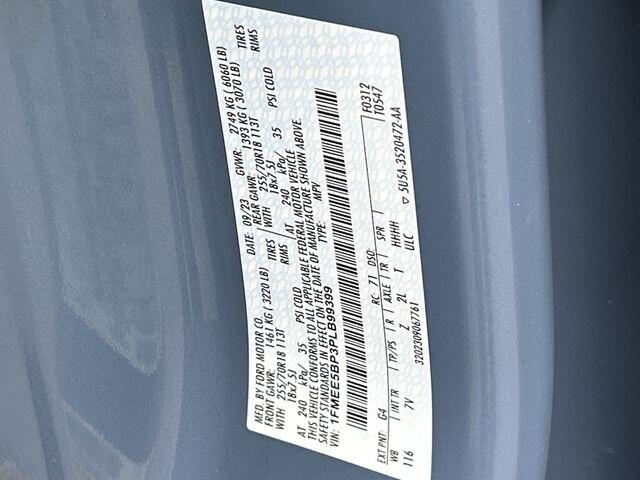 MFD. BY FORD MOTOR CO.
DATE: 09/23 GVWR: 2749 KG ( 6060 LB)
FRONT GAWR: 1461 KG ( 3220 LB) REAR GAWR: 1393 KG ( 3070 LB)
WITH 255/70R18 113T TIRES WITH 255/70R18 113T TIRES
18x7.5J RIMS 18x7.5J RIMS
AT 240 kPa/ 35 PSI COLD AT 240 kPa/ 35 PSI COLD
THIS VEHICLE CONFORMS TO ALL APPLICABLE FEDERAL MOTOR VEHICLE
SAFETY STANDARDS IN EFFECT ON THE DATE OF MANUFACTURE SHOWN ABOVE.
VIN: 1FMEE5BP3PLB99399 TYPE: MPV
F0312
T0547
EXT PNT: G4 RC: 71 DSO:
WB INT TR TP/PS R AXLE TR SPR
116 7V Z 2L T HHHH
3202309067761 ULC 5U5A-3520472-AA